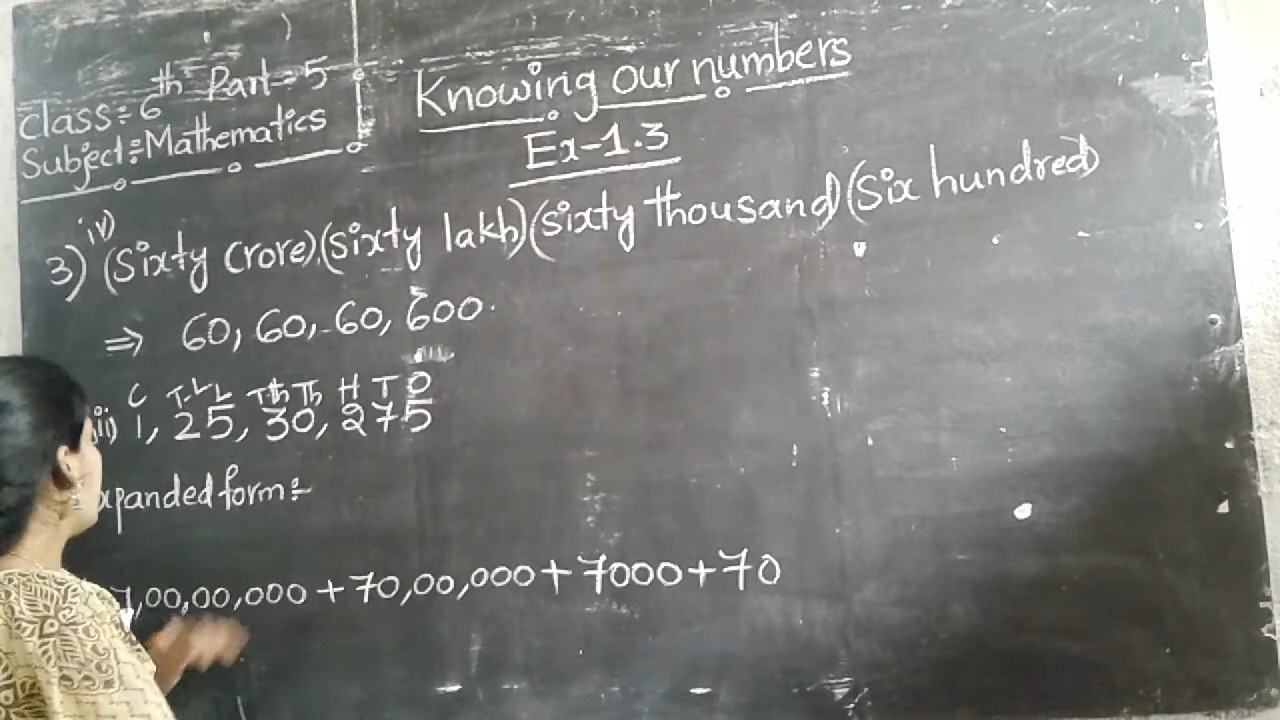 class:- 6th Part-5
Subject:- Mathematics
Knowing our numbers
Ex-1.3
3) iv) (Sixty Crore) (Sixty lakh) (Sixty thousand) (Six hundred)
⇒ 60, 60, 60, 600.
C T.L L T.th Th H T O
ii) 1, 25, 30, 275
xpanded form:-
7,00,00,000 + 70,00,000 + 7000 + 70